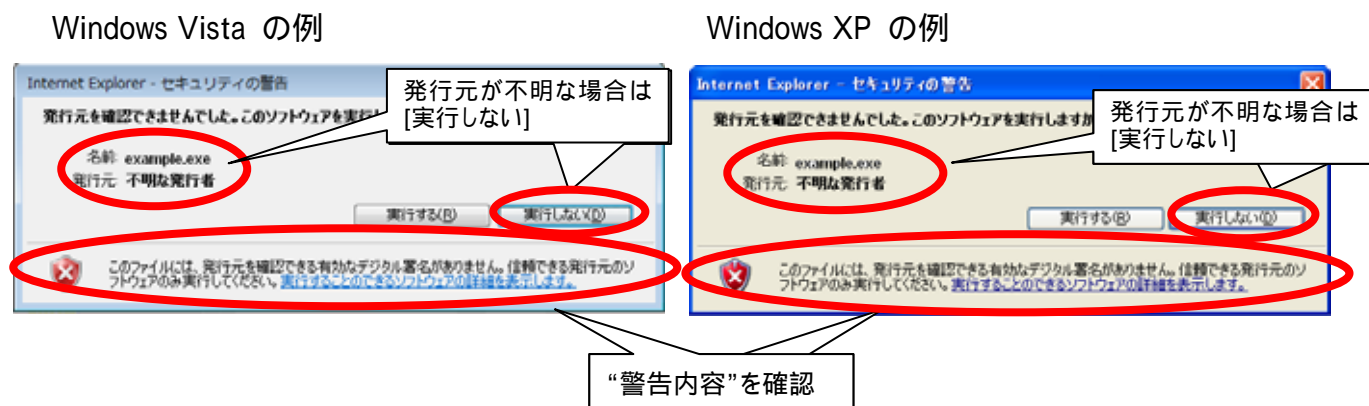 Windows Vista の例
Internet Explorer - セキュリティの警告
発行元が不明な場合は
[実行しない]
発行元を確認できませんでした。このソフトウェアを実行し
名前: example.exe
発行元: 不明な発行者
実行する(R)
実行しない(D)
このファイルには、発行元を確認できる有効なデジタル署名がありません。信頼できる発行元のソ
フトウェアのみ実行してください。実行することのできるソフトウェアの詳細を表示します。
Windows XP の例
Internet Explorer - セキュリティの警告
発行元が不明な場合は
[実行しない]
発行元を確認できませんでした。このソフトウェアを実行しますか
名前: example.exe
発行元: 不明な発行者
実行する(R)
実行しない(D)
このファイルには、発行元を確認できる有効なデジタル署名がありません。信頼できる発行元のソ
フトウェアのみ実行してください。実行することのできるソフトウェアの詳細を表示します。
“警告内容”を確認